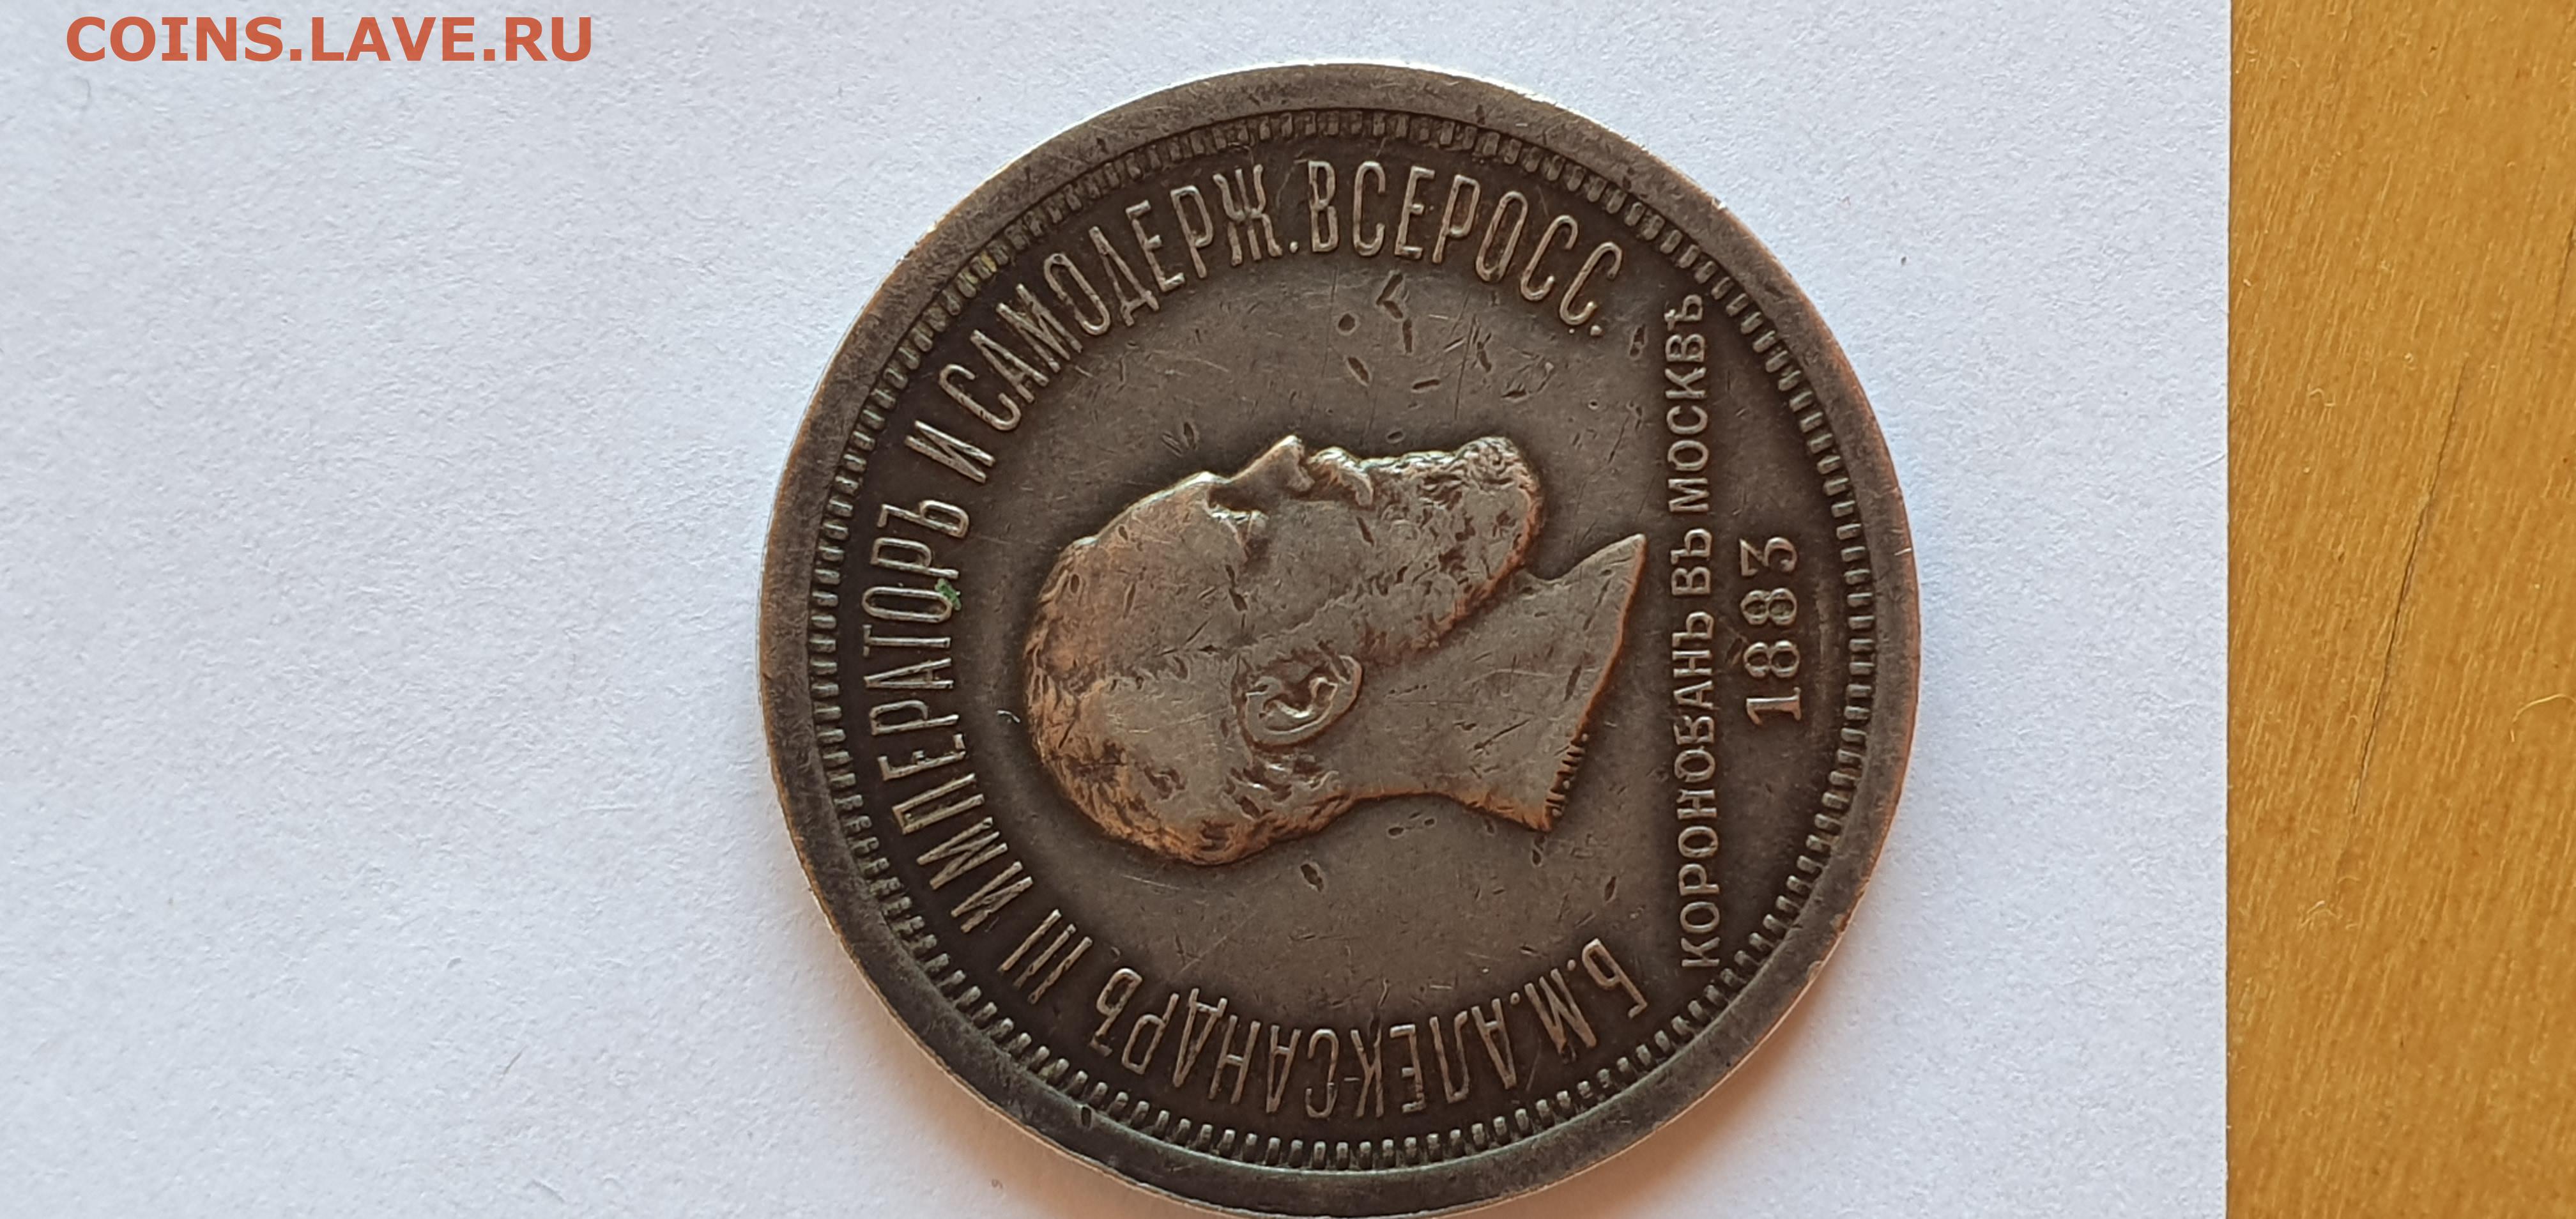 COINS.LAVE.RU
Б.М.АЛЕКСАНДРЪ III ИМПЕРАТОРЪ И САМОДЕРЖ.ВСЕРОСС.
КОРОНОВАНЪ ВЪ МОСКВѢ
1883